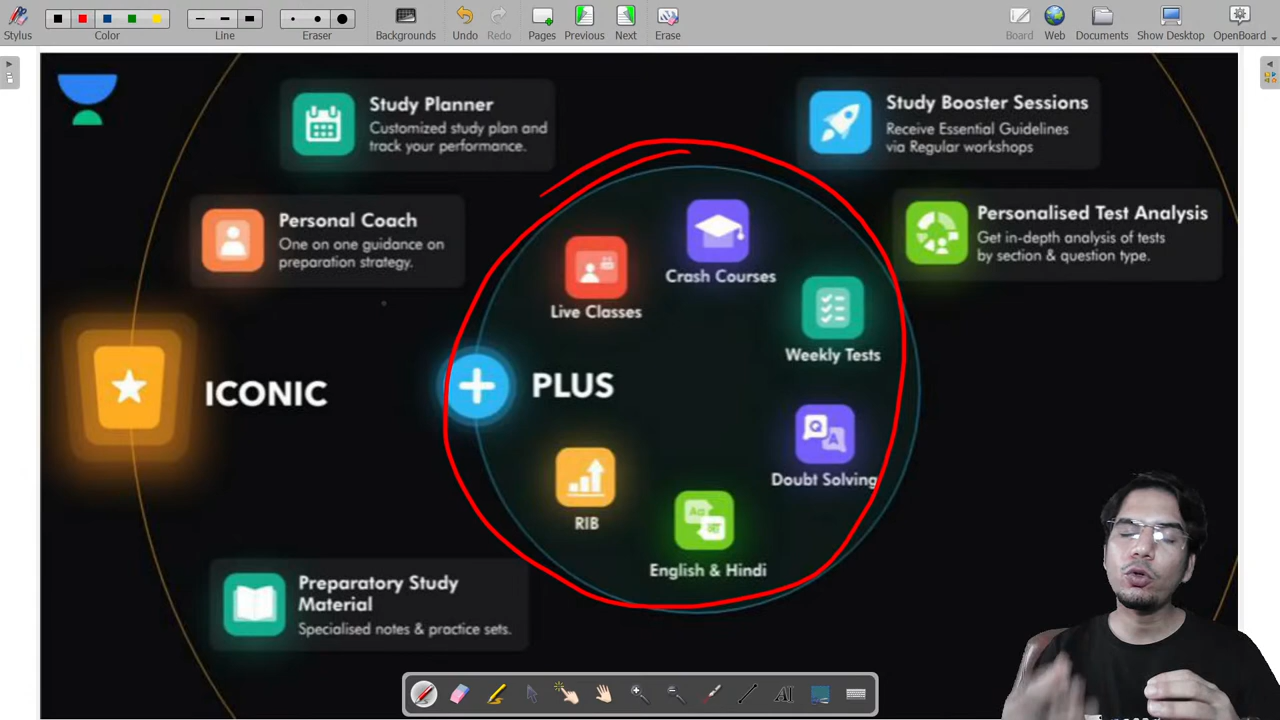 Stylus
Color
Line
Eraser
Backgrounds
Undo
Redo
Pages
Previous
Next
Erase
Board
Web
Documents
Show Desktop
OpenBoard
Study Planner
Customized study plan and
track your performance.
Study Booster Sessions
Receive Essential Guidelines
via Regular workshops
Personal Coach
One on one guidance on
preparation strategy.
Personalised Test Analysis
Get in-depth analysis of tests
by section & question type.
Crash Courses
Live Classes
Weekly Tests
ICONIC
PLUS
Q
A
Doubt Solving
RIB
Aa
English & Hindi
Preparatory Study
Material
Specialised notes & practice sets.
AI